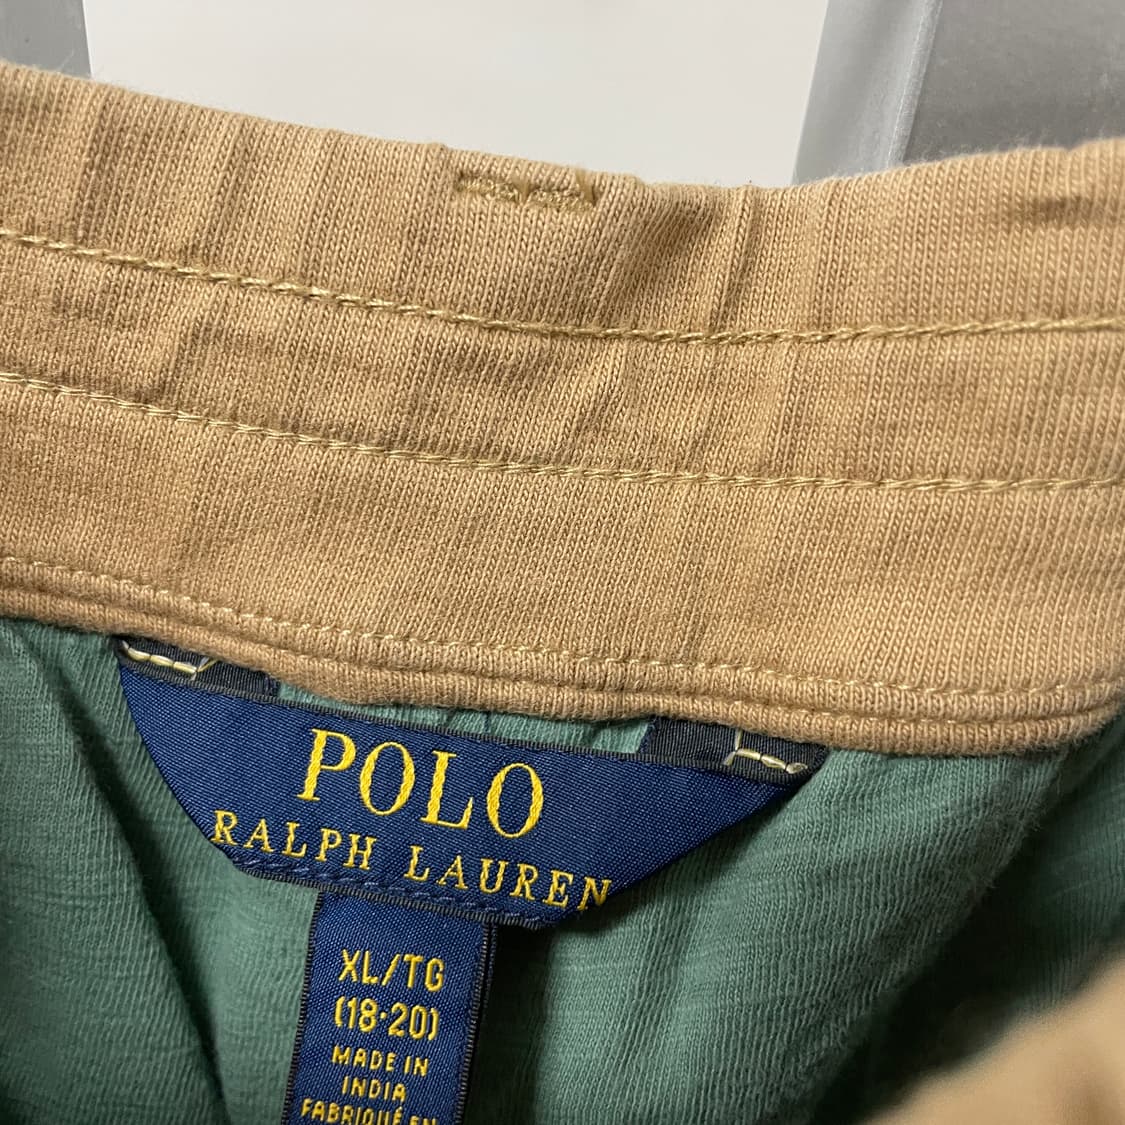 POLO
RALPH LAUREN
XL/TG
(18-20)
MADE IN
INDIA
FABRIQUÉ EN